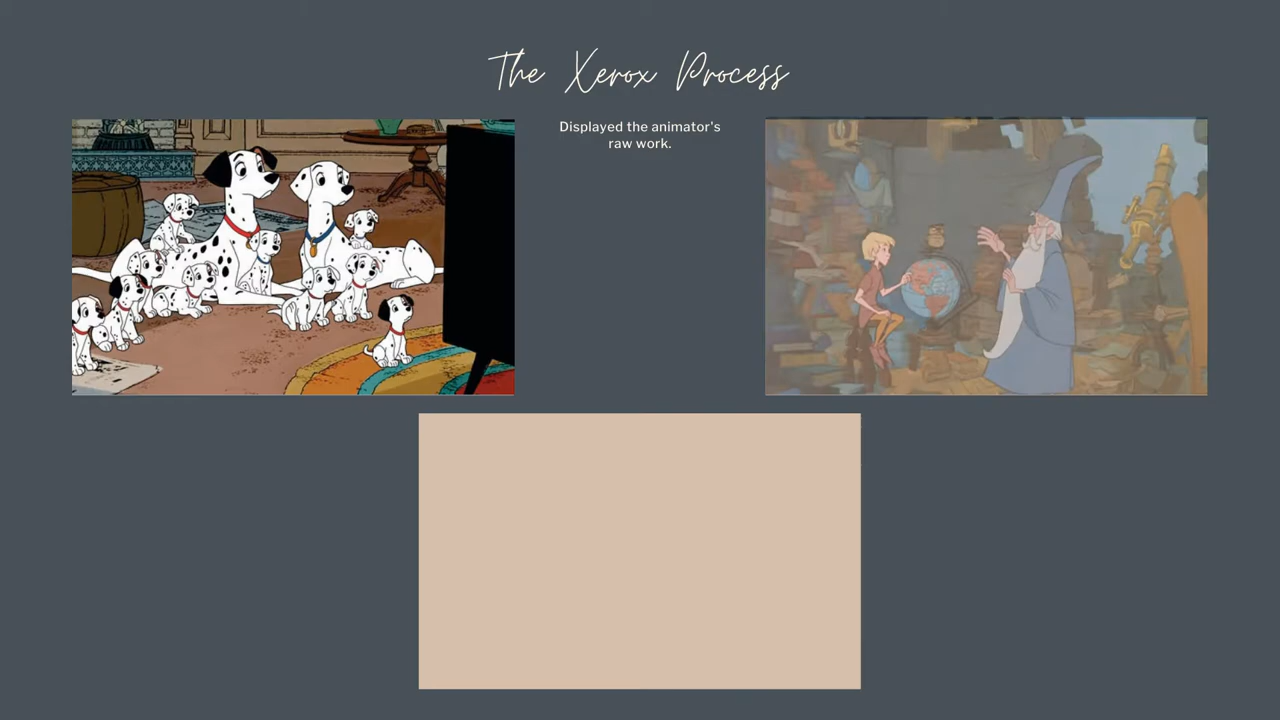 The Xerox Process
Displayed the animator's
raw work.